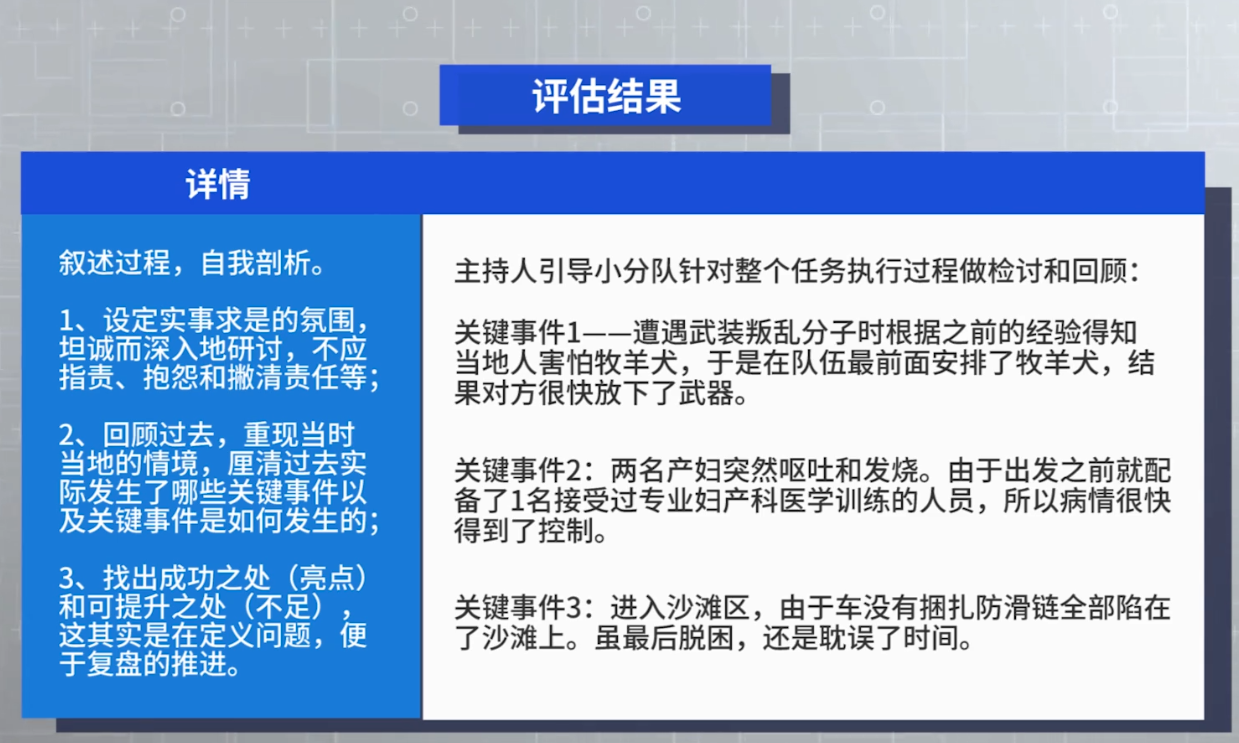 评估结果
详情
叙述过程，自我剖析。
1、设定实事求是的氛围，
坦诚而深入地研讨，不应
指责、抱怨和撇清责任等；
2、回顾过去，重现当时
当地的情境，厘清过去实
际发生了哪些关键事件以
及关键事件是如何发生的；
3、找出成功之处（亮点）
和可提升之处（不足），
这其实是在定义问题，便
于复盘的推进。
主持人引导小分队针对整个任务执行过程做检讨和回顾：
关键事件1——遭遇武装叛乱分子时根据之前的经验得知
当地人害怕牧羊犬，于是在队伍最前面安排了牧羊犬，结
果对方很快放下了武器。
关键事件2：两名产妇突然呕吐和发烧。由于出发之前就配
备了1名接受过专业妇产科医学训练的人员，所以病情很快
得到了控制。
关键事件3：进入沙滩区，由于车没有捆扎防滑链全部陷在
了沙滩上。虽最后脱困，还是耽误了时间。